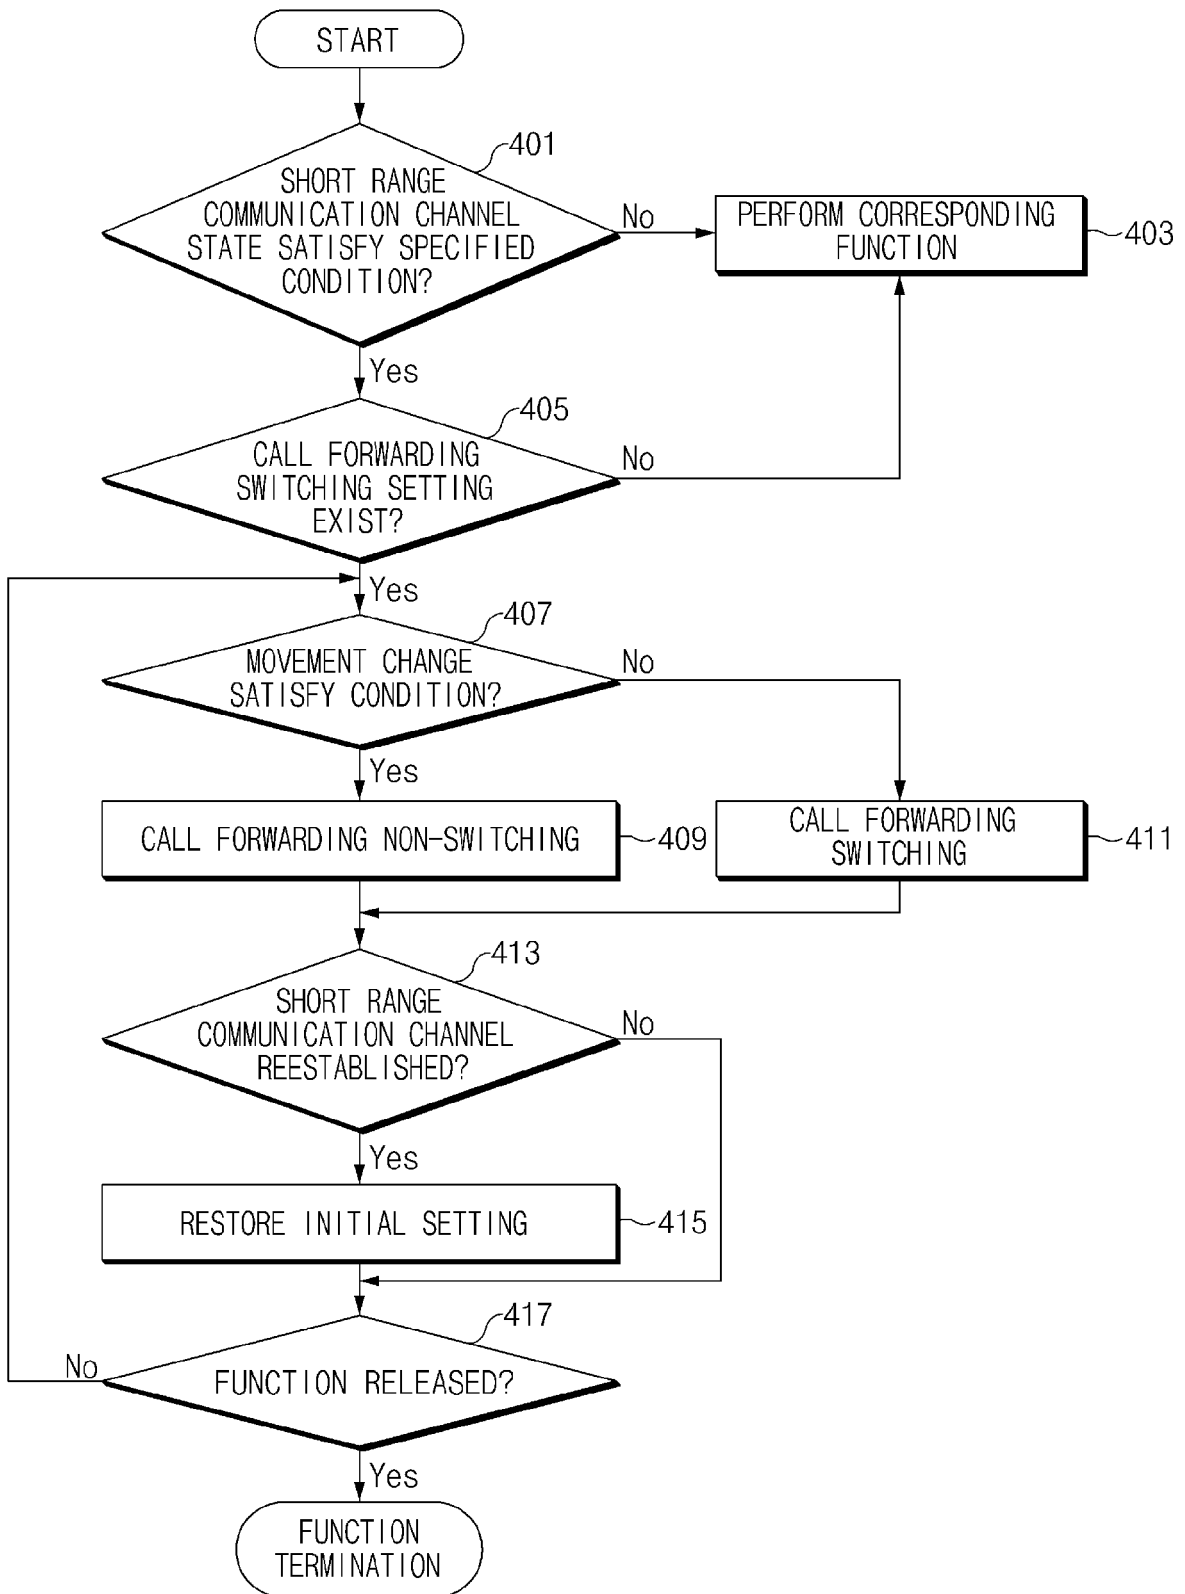 START
401
SHORT RANGE
COMMUNICATION CHANNEL
STATE SATISFY SPECIFIED
CONDITION?
No
PERFORM CORRESPONDING
FUNCTION
403
Yes
405
CALL FORWARDING
SWITCHING SETTING
EXIST?
No
Yes
407
MOVEMENT CHANGE
SATISFY CONDITION?
No
Yes
CALL FORWARDING NON-SWITCHING
409
CALL FORWARDING
SWITCHING
411
413
SHORT RANGE
COMMUNICATION CHANNEL
REESTABLISHED?
No
Yes
RESTORE INITIAL SETTING
415
417
FUNCTION RELEASED?
No
Yes
FUNCTION
TERMINATION